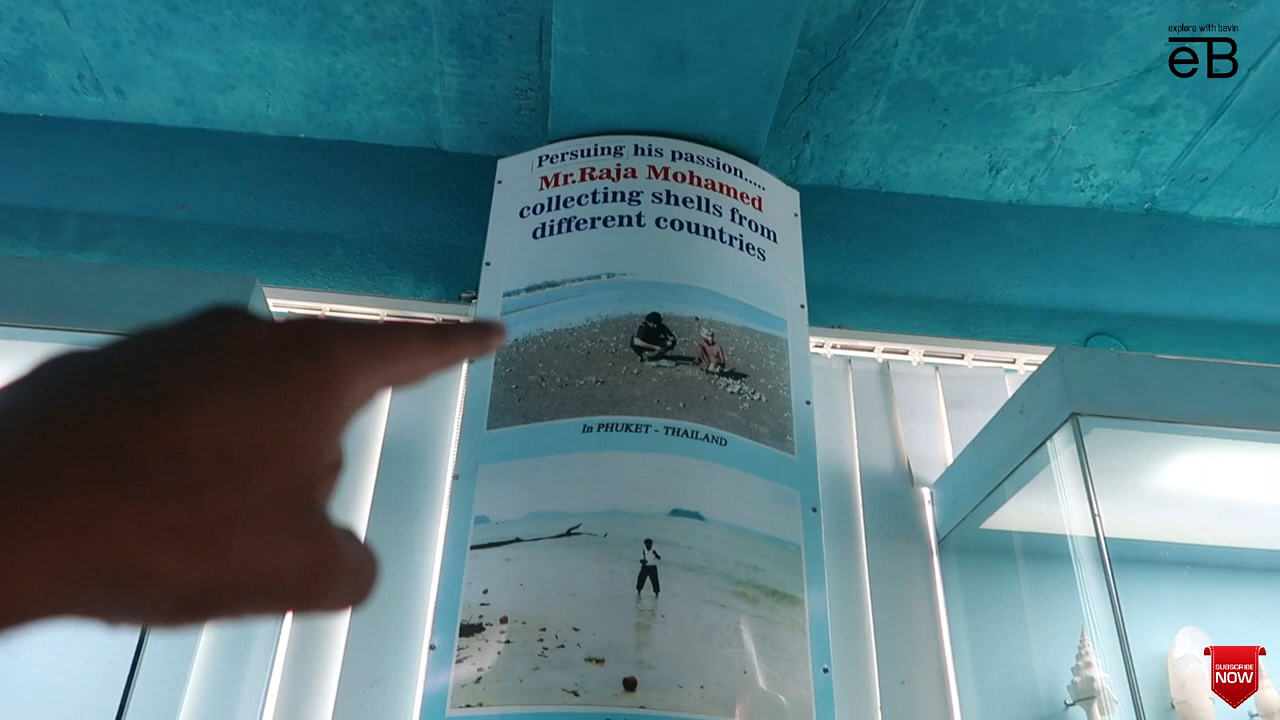 explore with bevin
eB
Persuing his passion.....
Mr.Raja Mohamed
collecting shells from
different countries
In PHUKET - THAILAND
SUBSCRIBE
NOW